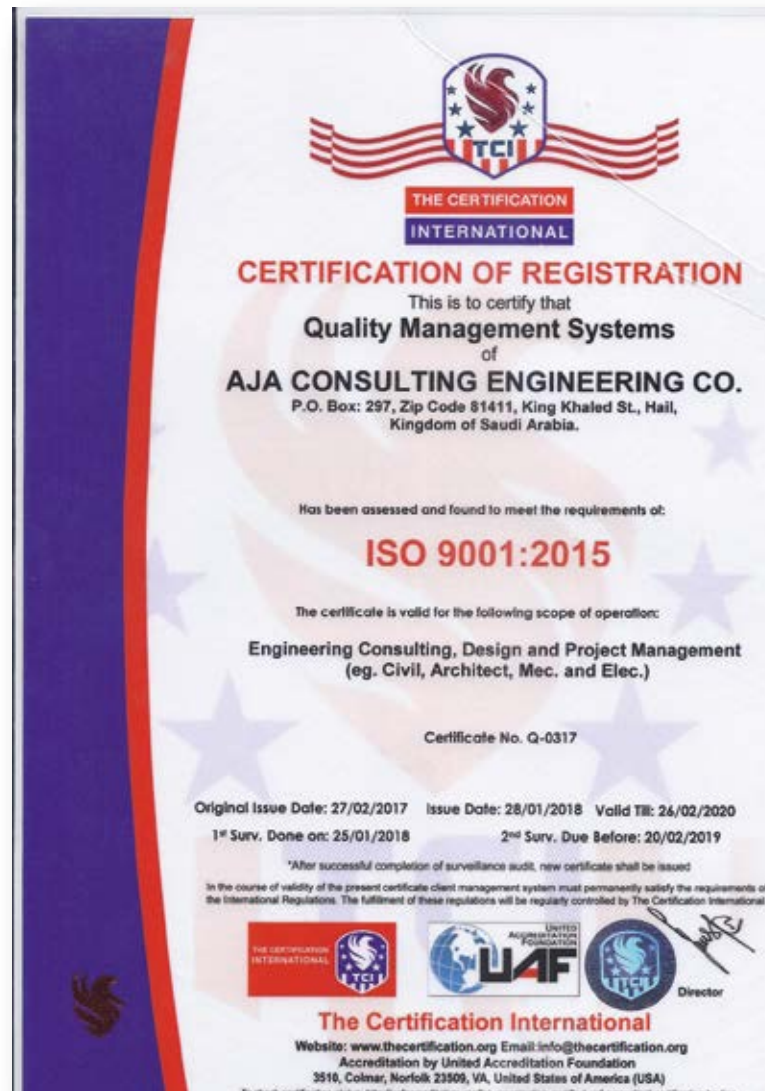 TCI
THE CERTIFICATION
INTERNATIONAL
CERTIFICATION OF REGISTRATION
This is to certify that
Quality Management Systems
of
AJA CONSULTING ENGINEERING CO.
P.O. Box: 297, Zip Code 81411, King Khaled St., Hail,
Kingdom of Saudi Arabia.
Has been assessed and found to meet the requirements of:
ISO 9001:2015
The certificate is valid for the following scope of operation:
Engineering Consulting, Design and Project Management
(eg. Civil, Architect, Mec. and Elec.)
Certificate No. Q-0317
Original Issue Date: 27/02/2017 Issue Date: 28/01/2018 Valid Till: 26/02/2020
1st Surv. Done on: 25/01/2018 2nd Surv. Due Before: 20/02/2019
*After successful completion of surveillance audit, new certificate shall be issued
In the course of validity of the present certificate client management system must permanently satisfy the requirements of
the International Regulations. The fulfillment of these regulations will be regularly controlled by The Certification International
THE CERTIFICATION
INTERNATIONAL
TCI
UNITED
ACCREDITATION
FOUNDATION
UAF
TCI
Director
The Certification International
Website: www.thecertification.org Email:info@thecertification.org
Accreditation by United Accreditation Foundation
3510, Colmar, Norfolk 23509, VA, United States of America (USA)